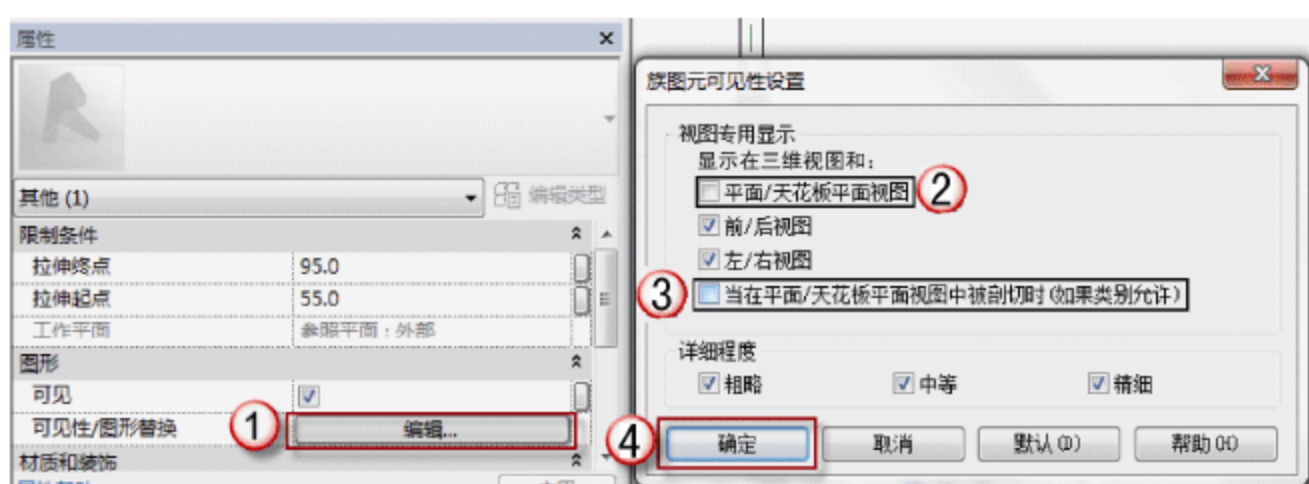 属性
其他 (1)
编辑类型
限制条件
拉伸终点 95.0
拉伸起点 55.0
工作平面 参照平面 : 外部
图形
可见
可见性/图形替换 ① 编辑...
材质和装饰
族图元可见性设置
视图专用显示
显示在三维视图和：
平面/天花板平面视图 ②
前/后视图
左/右视图
③ 当在平面/天花板平面视图中被剖切时(如果类别允许)
详细程度
粗略 中等 精细
④ 确定 取消 默认(D) 帮助(H)